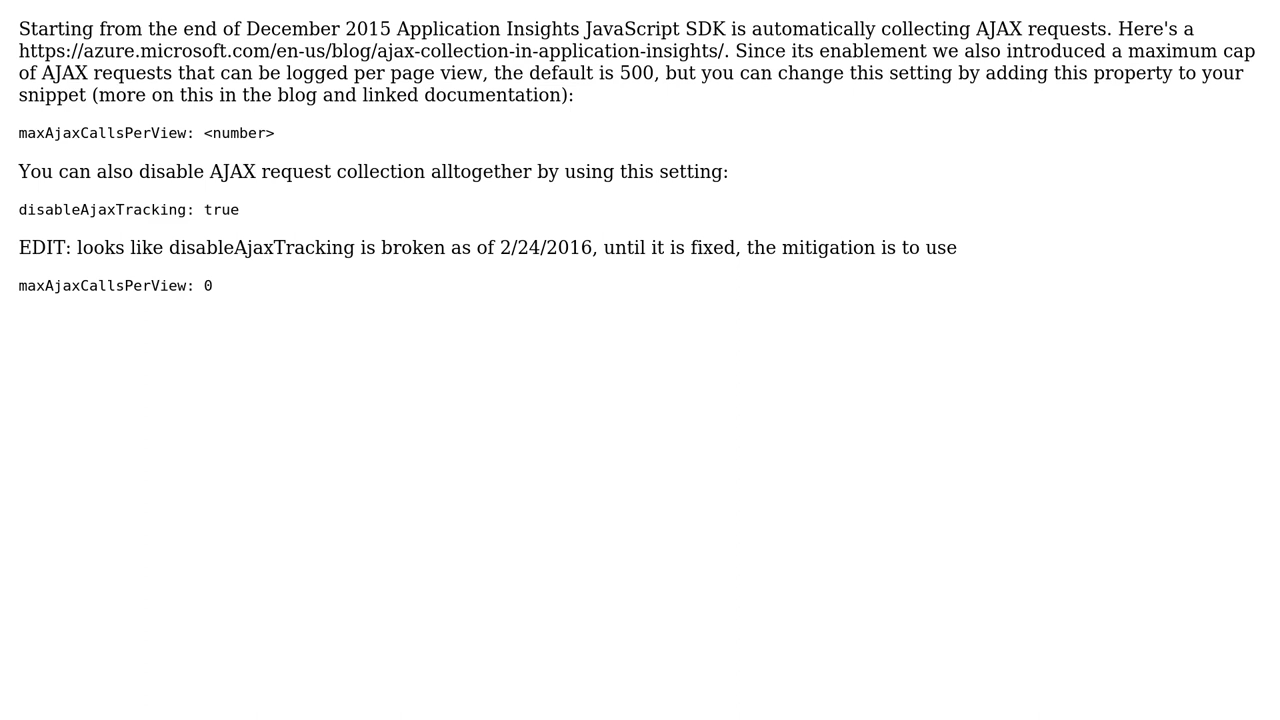 Starting from the end of December 2015 Application Insights JavaScript SDK is automatically collecting AJAX requests. Here's a
https://azure.microsoft.com/en-us/blog/ajax-collection-in-application-insights/. Since its enablement we also introduced a maximum cap
of AJAX requests that can be logged per page view, the default is 500, but you can change this setting by adding this property to your
snippet (more on this in the blog and linked documentation):
maxAjaxCallsPerView: <number>
You can also disable AJAX request collection alltogether by using this setting:
disableAjaxTracking: true
EDIT: looks like disableAjaxTracking is broken as of 2/24/2016, until it is fixed, the mitigation is to use
maxAjaxCallsPerView: 0